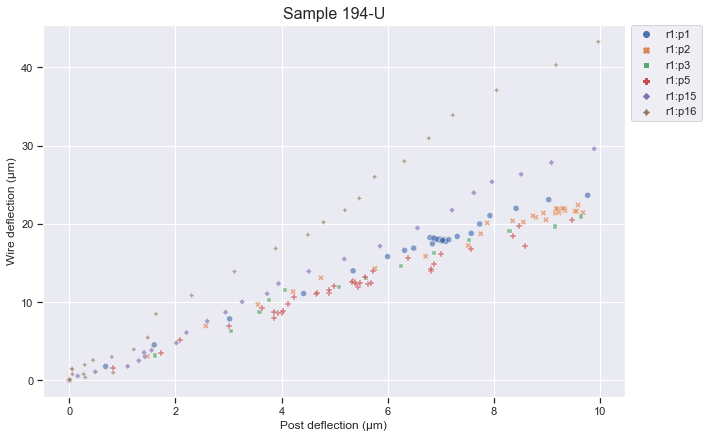 Sample 194-U
r1:p1
r1:p2
r1:p3
r1:p5
r1:p15
r1:p16
Wire deflection (μm)
40
30
20
10
0
0 2 4 6 8 10
Post deflection (μm)